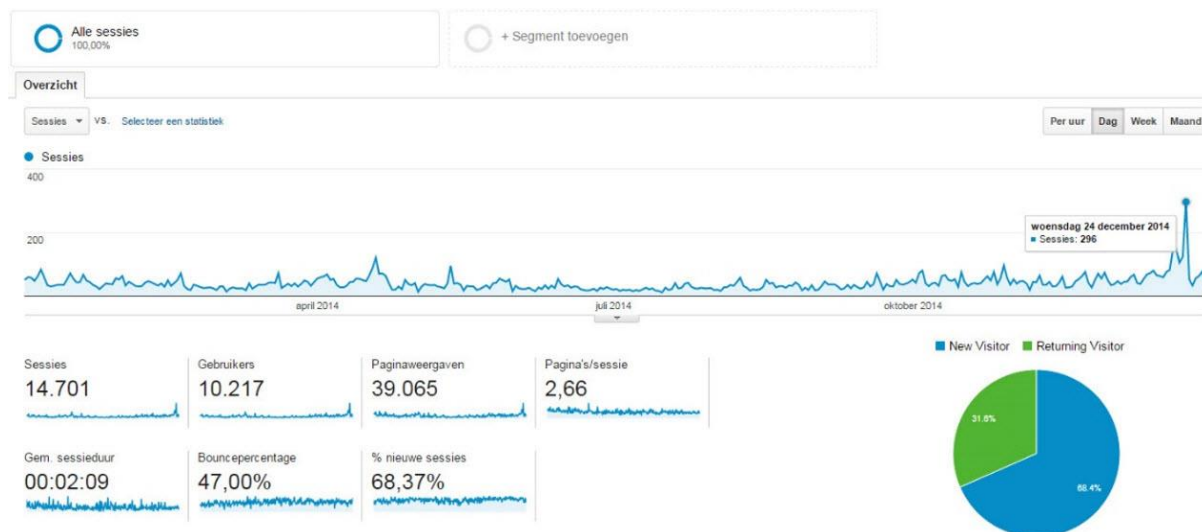 Alle sessies
100,00%
+ Segment toevoegen
Overzicht
Sessies VS. Selecteer een statistiek
Per uur Dag Week Maand
Sessies
400
200
woensdag 24 december 2014
Sessies: 296
april 2014 juli 2014 oktober 2014
New Visitor Returning Visitor
Sessies Gebruikers Paginaweergaven Pagina's/sessie
14.701 10.217 39.065 2,66
31.6%
Gem. sessieduur Bouncepercentage % nieuwe sessies
00:02:09 47,00% 68,37%
68.4%